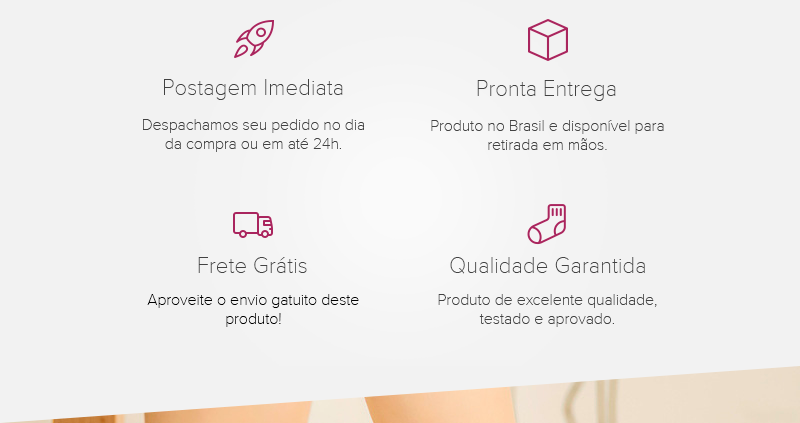 Postagem Imediata
Despachamos seu pedido no dia
da compra ou em até 24h.
Pronta Entrega
Produto no Brasil e disponível para
retirada em mãos.
Frete Grátis
Aproveite o envio gatuito deste
produto!
Qualidade Garantida
Produto de excelente qualidade,
testado e aprovado.